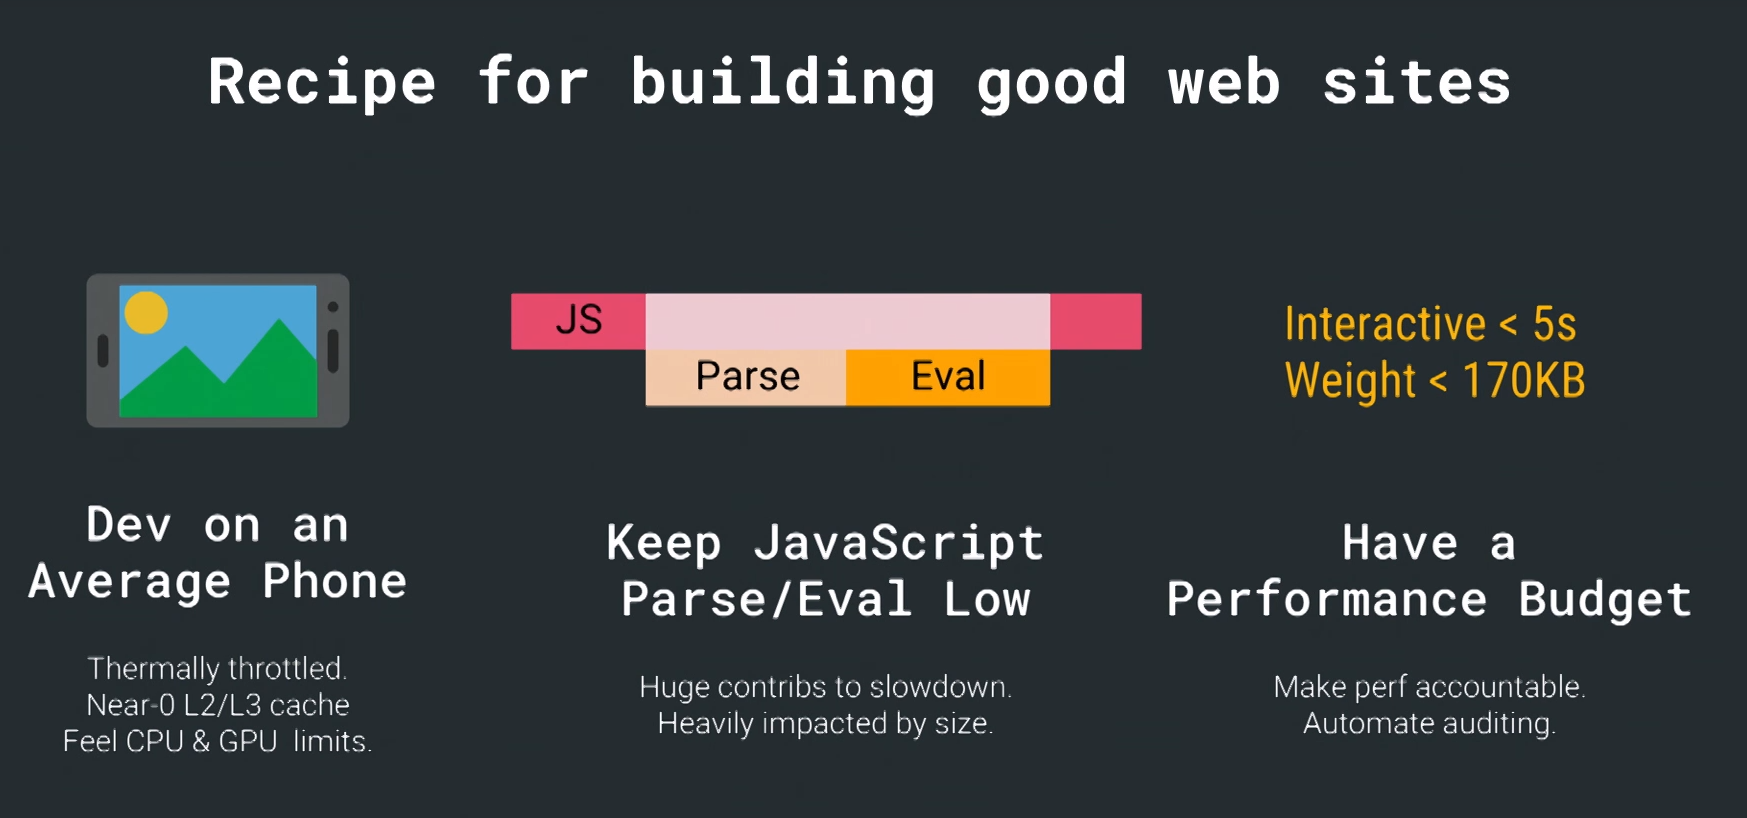 Recipe for building good web sites
Dev on an
Average Phone
Thermally throttled.
Near-0 L2/L3 cache
Feel CPU & GPU limits.
JS
Parse
Eval
Keep JavaScript
Parse/Eval Low
Huge contribs to slowdown.
Heavily impacted by size.
Interactive < 5s
Weight < 170KB
Have a
Performance Budget
Make perf accountable.
Automate auditing.